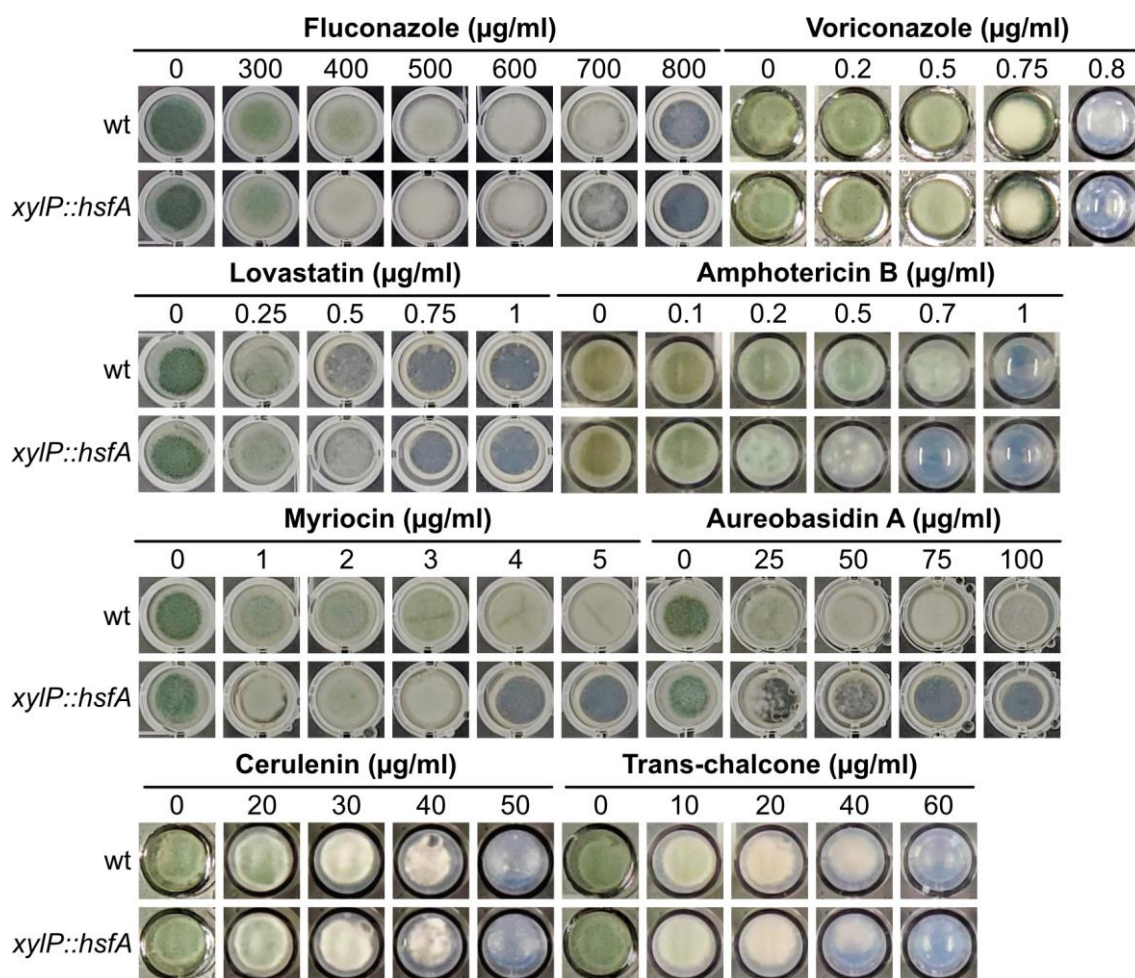 Fluconazole (µg/ml) Voriconazole (µg/ml)
0 300 400 500 600 700 800 0 0.2 0.5 0.75 0.8
wt
xylP::hsfA
Lovastatin (µg/ml) Amphotericin B (µg/ml)
0 0.25 0.5 0.75 1 0 0.1 0.2 0.5 0.7 1
wt
xylP::hsfA
Myriocin (µg/ml) Aureobasidin A (µg/ml)
0 1 2 3 4 5 0 25 50 75 100
wt
xylP::hsfA
Cerulenin (µg/ml) Trans-chalcone (µg/ml)
0 20 30 40 50 0 10 20 40 60
wt
xylP::hsfA